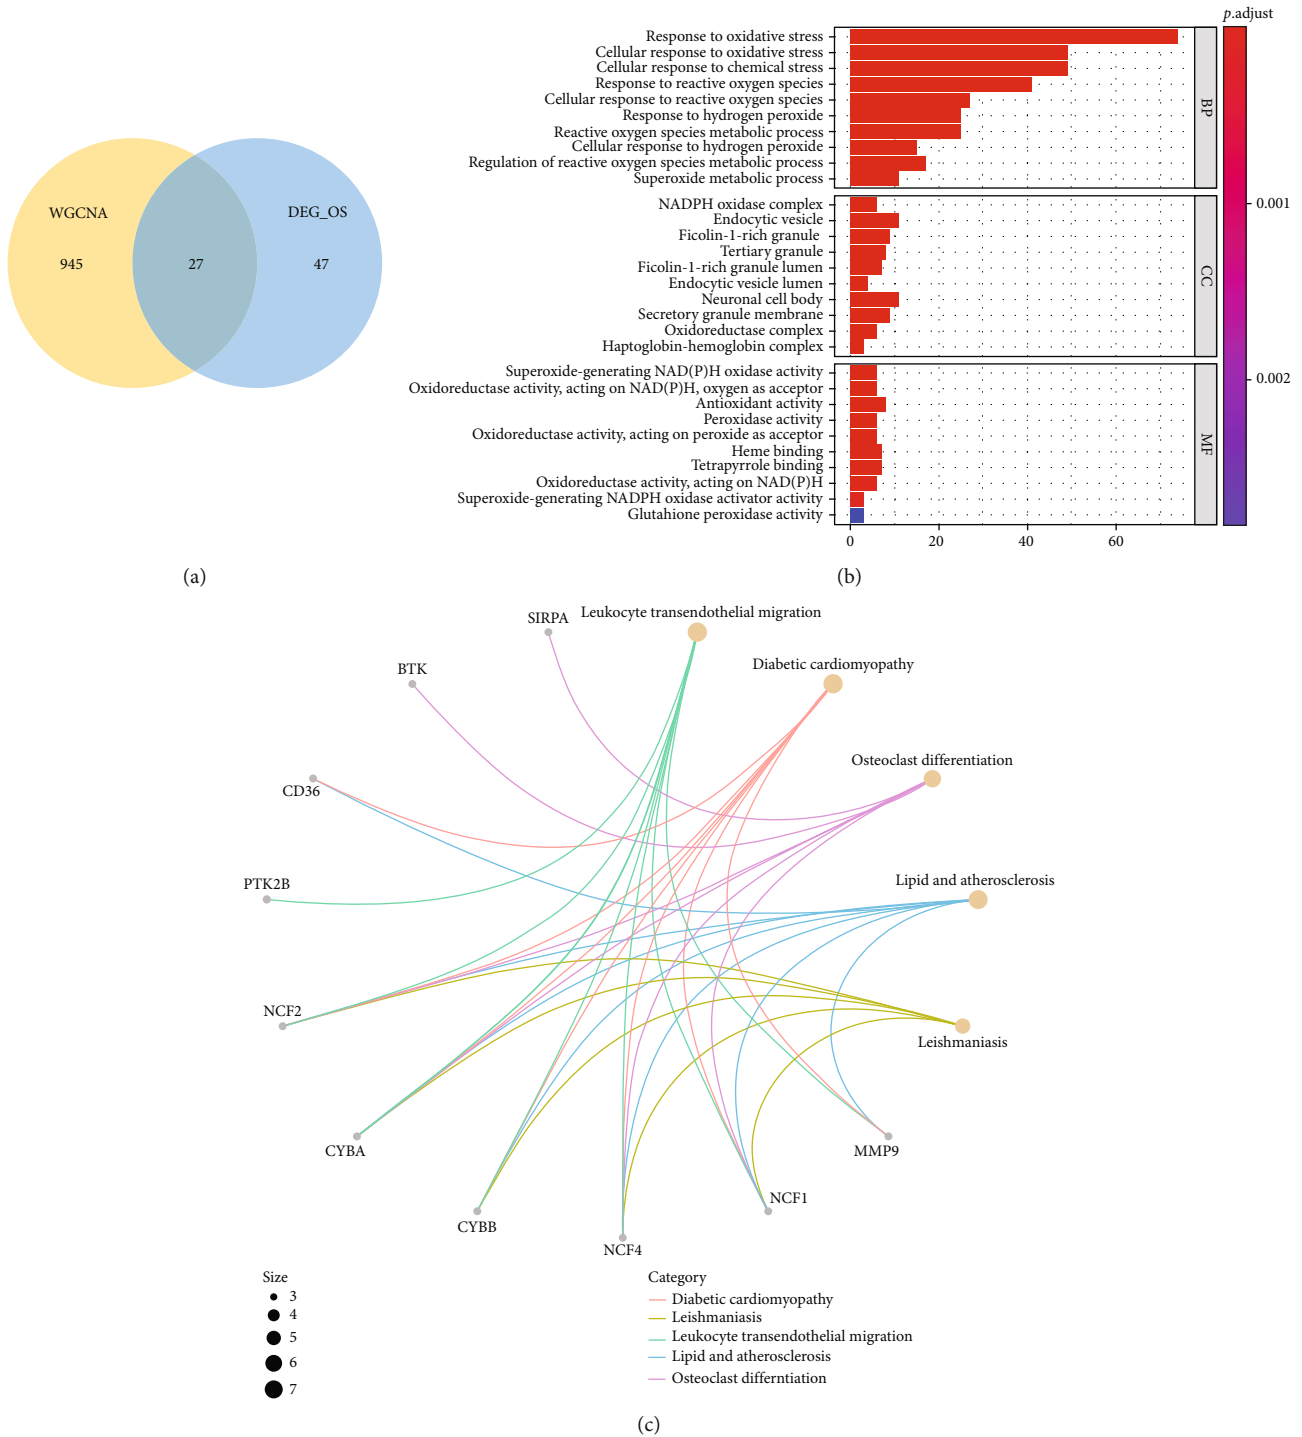 WGCNA
DEG_OS
945
27
47
(a)
p.adjust
Response to oxidative stress
Cellular response to oxidative stress
Cellular response to chemical stress
Response to reactive oxygen species
Cellular response to reactive oxygen species
Response to hydrogen peroxide
Reactive oxygen species metabolic process
Cellular response to hydrogen peroxide
Regulation of reactive oxygen species metabolic process
Superoxide metabolic process
BP
NADPH oxidase complex
Endocytic vesicle
Ficolin-1-rich granule
Tertiary granule
Ficolin-1-rich granule lumen
Endocytic vesicle lumen
Neuronal cell body
Secretory granule membrane
Oxidoreductase complex
Haptoglobin-hemoglobin complex
CC
Superoxide-generating NAD(P)H oxidase activity
Oxidoreductase activity, acting on NAD(P)H, oxygen as acceptor
Antioxidant activity
Peroxidase activity
Oxidoreductase activity, acting on peroxide as acceptor
Heme binding
Tetrapyrrole binding
Oxidoreductase activity, acting on NAD(P)H
Superoxide-generating NADPH oxidase activator activity
Glutathione peroxidase activity
MF
0 20 40 60
0.001
0.002
(b)
SIRPA
Leukocyte transendothelial migration
BTK
Diabetic cardiomyopathy
Osteoclast differentiation
CD36
PTK2B
Lipid and atherosclerosis
NCF2
Leishmaniasis
CYBA
MMP9
CYBB
NCF1
NCF4
Size
3
4
5
6
7
Category
Diabetic cardiomyopathy
Leishmaniasis
Leukocyte transendothelial migration
Lipid and atherosclerosis
Osteoclast differntiation
(c)